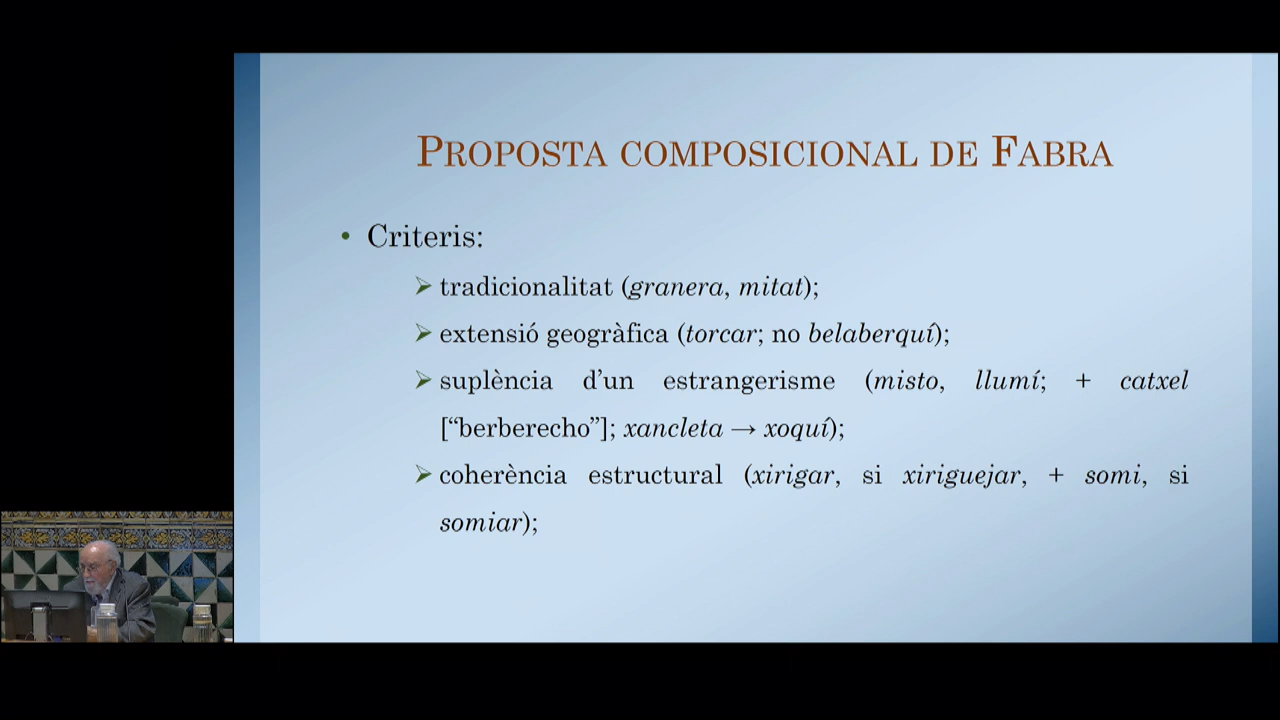 PROPOSTA COMPOSICIONAL DE FABRA
• Criteris:
➢ tradicionalitat (granera, mitat);
➢ extensió geogràfica (torcar; no belaberquí);
➢ suplència d’un estrangerisme (misto, llumí; + catxel
[“berberecho”]; xancleta → xoquí);
➢ coherència estructural (xirigar, si xiriguejar, + somi, si
somiar);